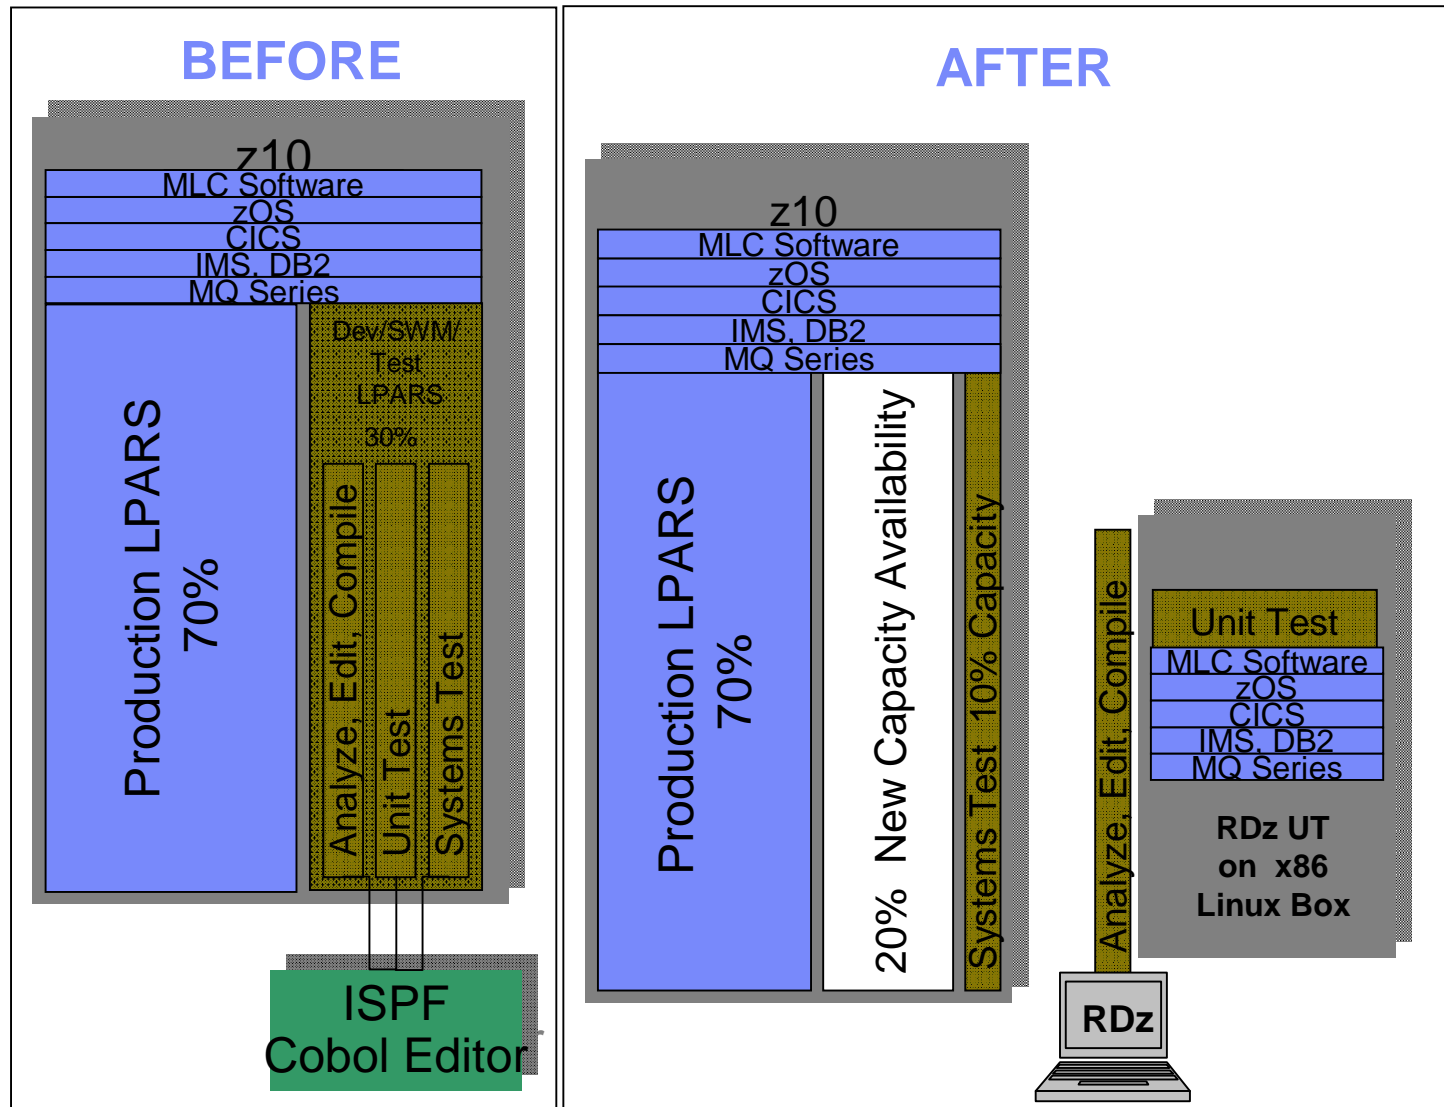 BEFORE
z10
MLC Software
zOS
CICS
IMS, DB2
MQ Series
Production LPARS
70%
Dev/SWM/
Test
LPARS
30%
Analyze, Edit, Compile
Unit Test
Systems Test
ISPF
Cobol Editor
AFTER
z10
MLC Software
zOS
CICS
IMS, DB2
MQ Series
Production LPARS
70%
20% New Capacity Availability
Systems Test 10% Capacity
Analyze, Edit, Compile
RDz
Unit Test
MLC Software
zOS
CICS
IMS, DB2
MQ Series
RDz UT
on x86
Linux Box